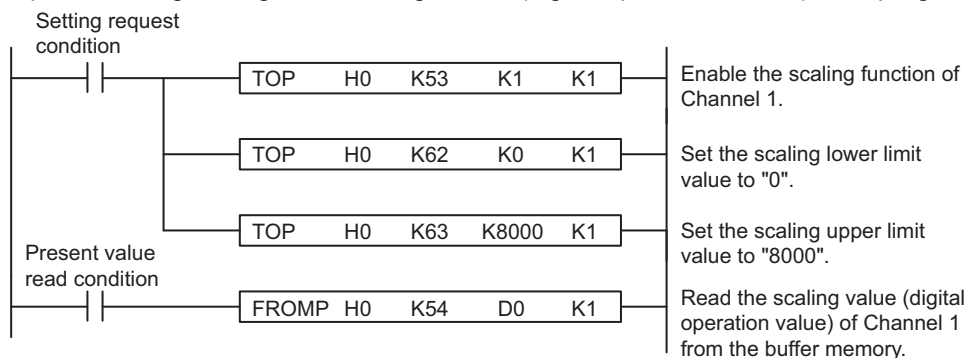 Setting request
condition
TOP H0 K53 K1 K1
Enable the scaling function of
Channel 1.
TOP H0 K62 K0 K1
Set the scaling lower limit
value to "0".
TOP H0 K63 K8000 K1
Set the scaling upper limit
value to "8000".
Present value
read condition
FROMP H0 K54 D0 K1
Read the scaling value (digital
operation value) of Channel 1
from the buffer memory.